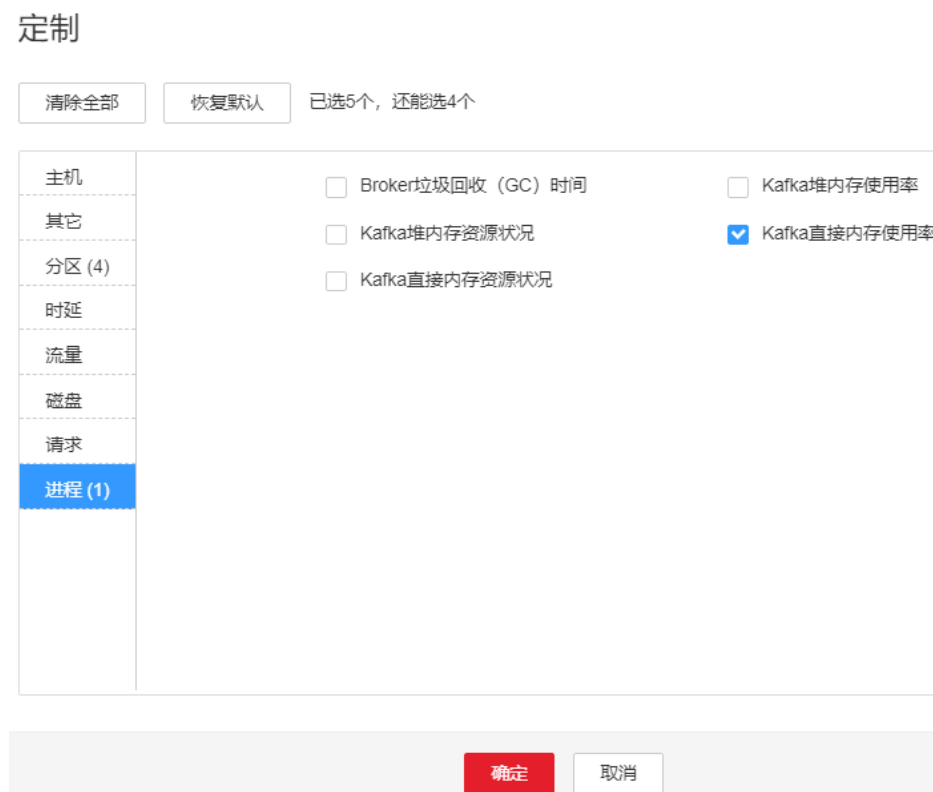 定制
清除全部 恢复默认 已选5个，还能选4个
主机
其它
分区 (4)
时延
流量
磁盘
请求
进程 (1)
Broker垃圾回收（GC）时间 Kafka堆内存使用率
Kafka堆内存资源状况 Kafka直接内存使用率
Kafka直接内存资源状况
确定 取消